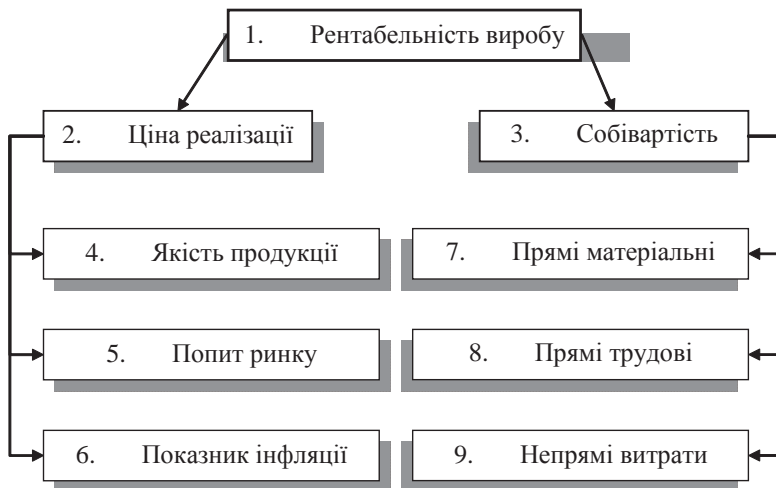 1. Рентабельність виробу
2. Ціна реалізації
3. Собівартість
4. Якість продукції
7. Прямі матеріальні
5. Попит ринку
8. Прямі трудові
6. Показник інфляції
9. Непрямі витрати